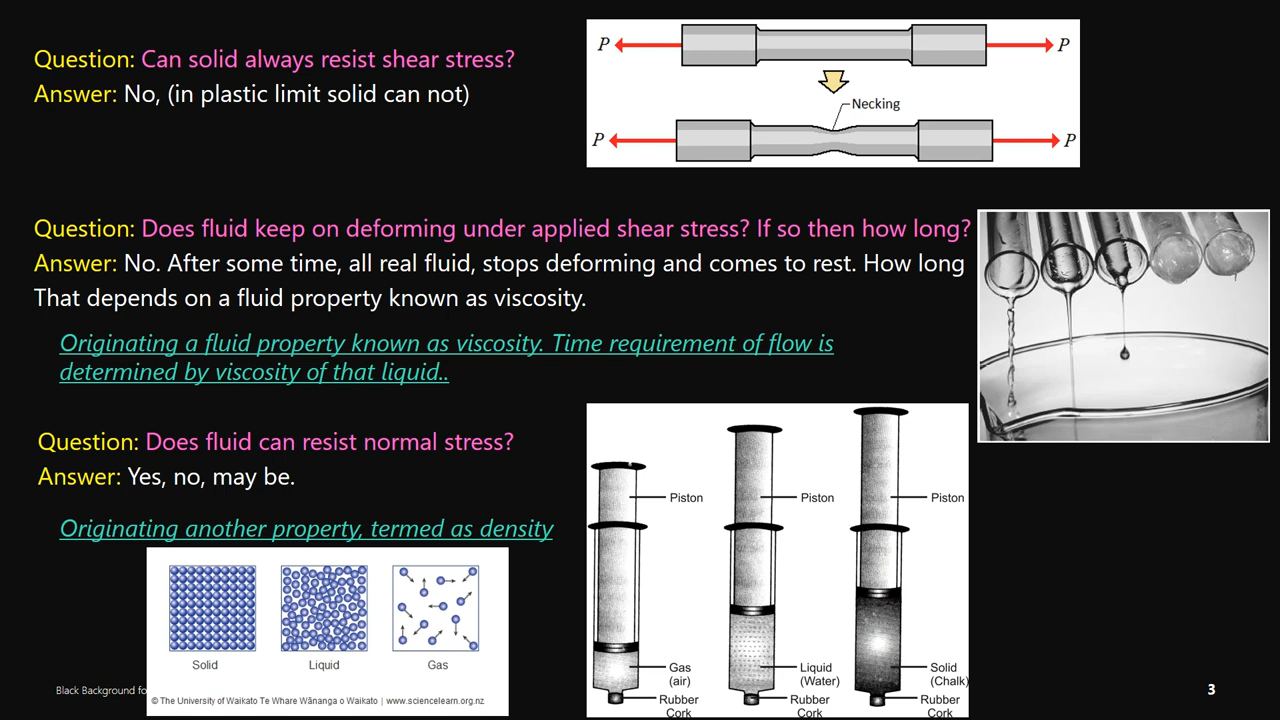 Question: Can solid always resist shear stress?
Answer: No, (in plastic limit solid can not)
P
P
Necking
P
P
Question: Does fluid keep on deforming under applied shear stress? If so then how long?
Answer: No. After some time, all real fluid, stops deforming and comes to rest. How long
That depends on a fluid property known as viscosity.
Originating a fluid property known as viscosity. Time requirement of flow is
determined by viscosity of that liquid..
Question: Does fluid can resist normal stress?
Answer: Yes, no, may be.
Originating another property, termed as density
Solid
Liquid
Gas
© The University of Waikato Te Whare Wānanga o Waikato | www.sciencelearn.org.nz
Piston
Piston
Piston
Gas
(air)
Liquid
(Water)
Solid
(Chalk)
Rubber
Cork
Rubber
Cork
Rubber
Cork
Black Background fo
3